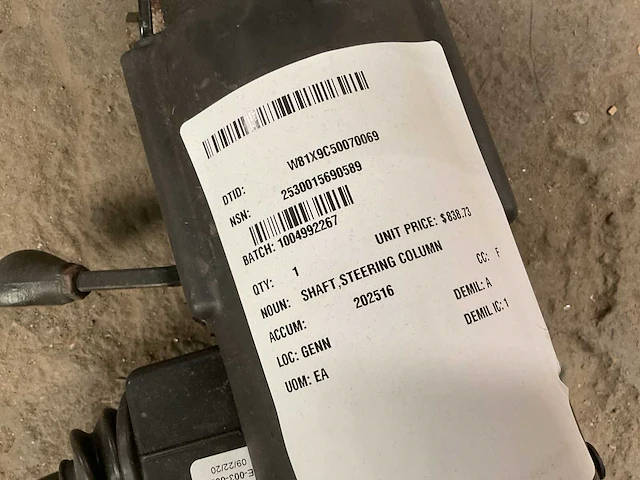 DTID: W81X9C50070069
NSN: 2530015690589
BATCH: 1004992267
QTY: 1 UNIT PRICE: $838.73
NOUN: SHAFT,STEERING COLUMN CC: F
ACCUM: 202516 DEMIL: A
LOC: GENN DEMIL IC: 1
UOM: EA
09/22/20